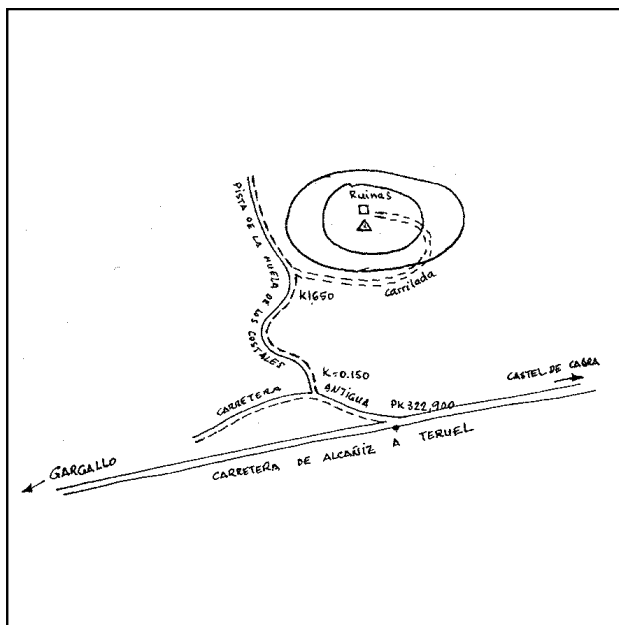 Ruinas
PISTA DE LA MUELA DE LOS COSTALES
K1650
Carrilada
K=0.150
CARRETERA ANTIGUA
PK 322,900
CASTEL DE CABRA
GARGALLO
CARRETERA DE ALCAÑIZ A TERUEL